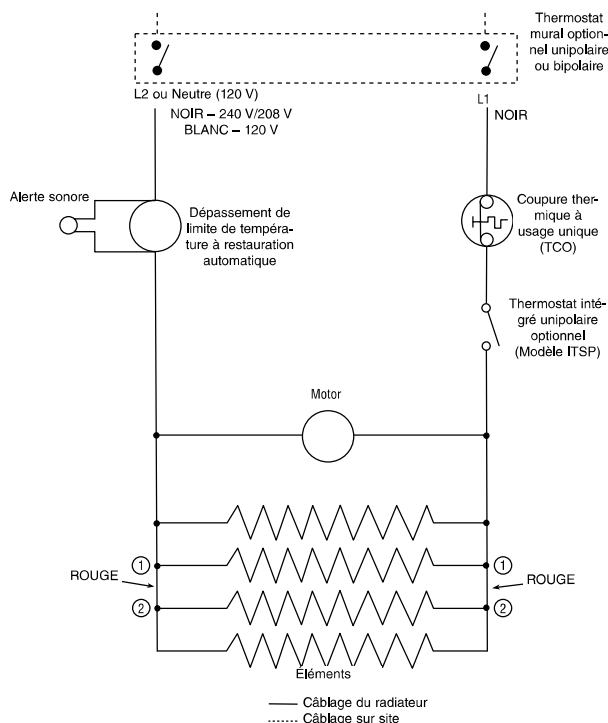 Thermostat
mural option-
nel unipolaire
ou bipolaire
L2 ou Neutre (120 V)
NOIR – 240 V/208 V
BLANC – 120 V
L1
NOIR
Alerte sonore
Dépassement de
limite de températ-
ure à restauration
automatique
Coupure ther-
mique à
usage unique
(TCO)
Thermostat inté-
gré unipolaire
optionnel
(Modèle ITSP)
Motor
1
1
ROUGE
ROUGE
2
2
Éléments
Câblage du radiateur
Câblage sur site